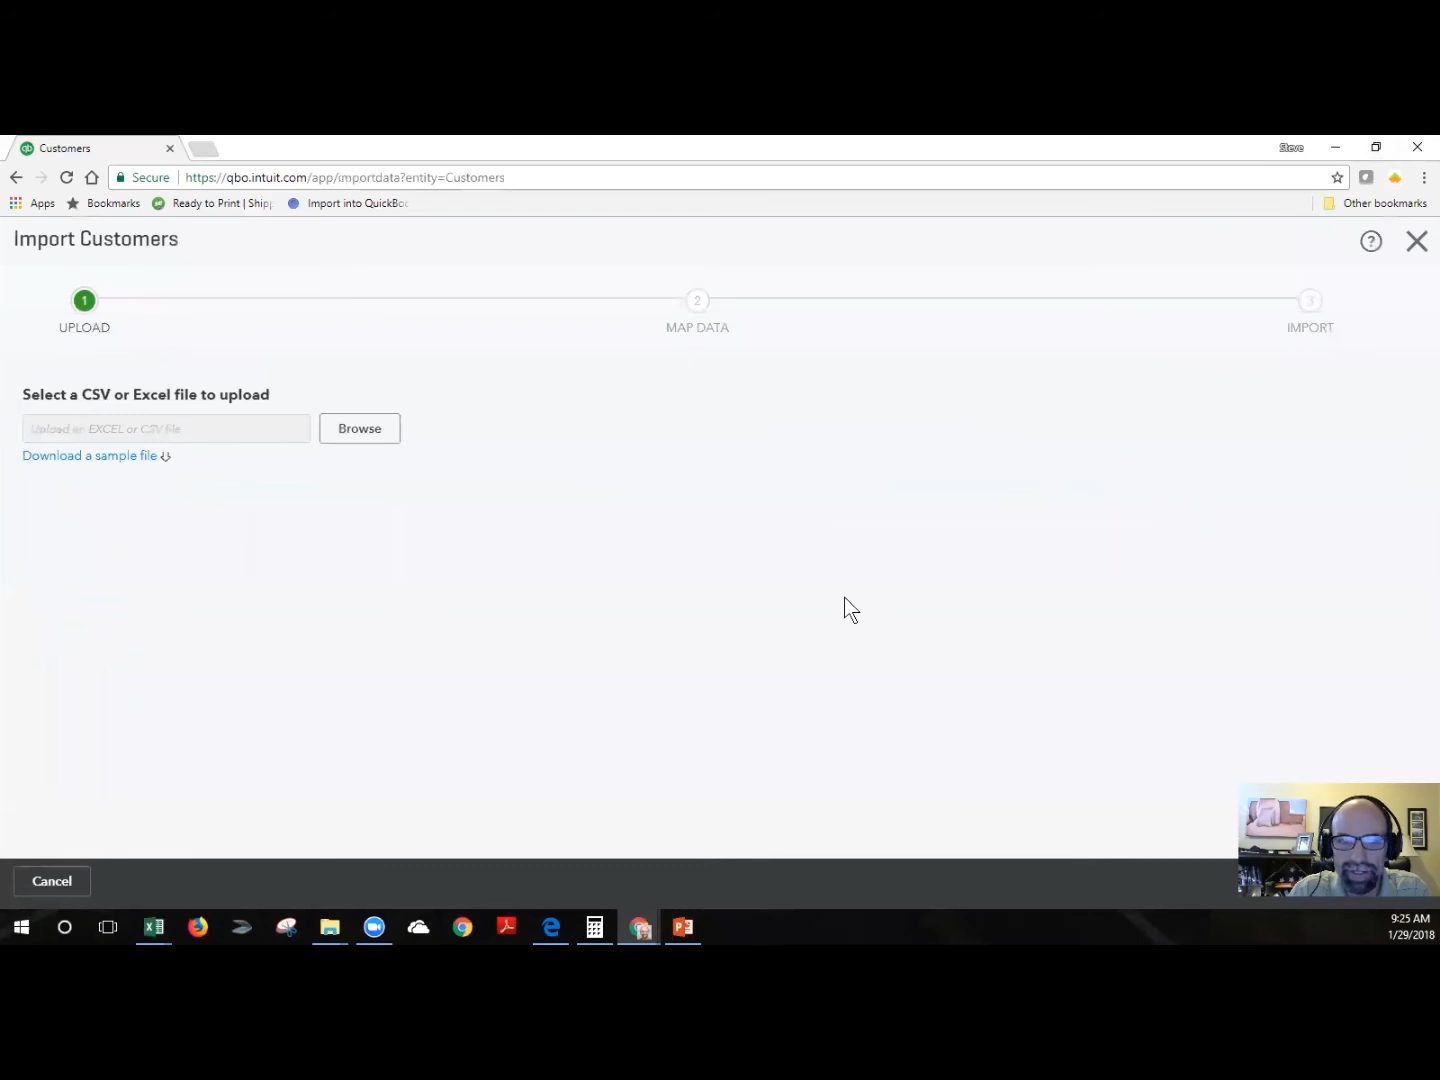 Customers
Steve
Secure
https://qbo.intuit.com/app/importdata?entity=Customers
Apps
Bookmarks
Ready to Print | Ship
Import into QuickBoo
Other bookmarks
Import Customers
1
2
3
UPLOAD
MAP DATA
IMPORT
Select a CSV or Excel file to upload
Upload an EXCEL or CSV file
Browse
Download a sample file
Cancel
9:25 AM
1/29/2018